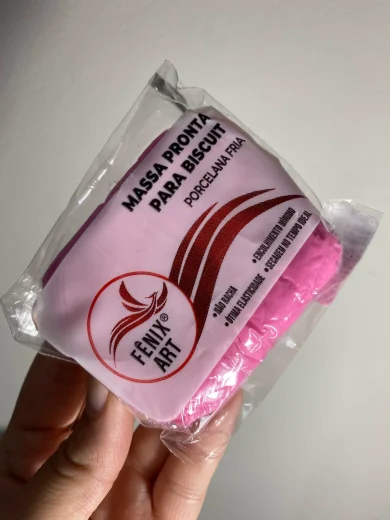 MASSA PRONTA
PARA BISCUIT
PORCELANA FRIA
•NÃO RACHA
•ÓTIMA ELASTICIDADE
•ENCOLHIMENTO MÍNIMO
•SECAGEM NO TEMPO IDEAL
FÊNIX®
ART